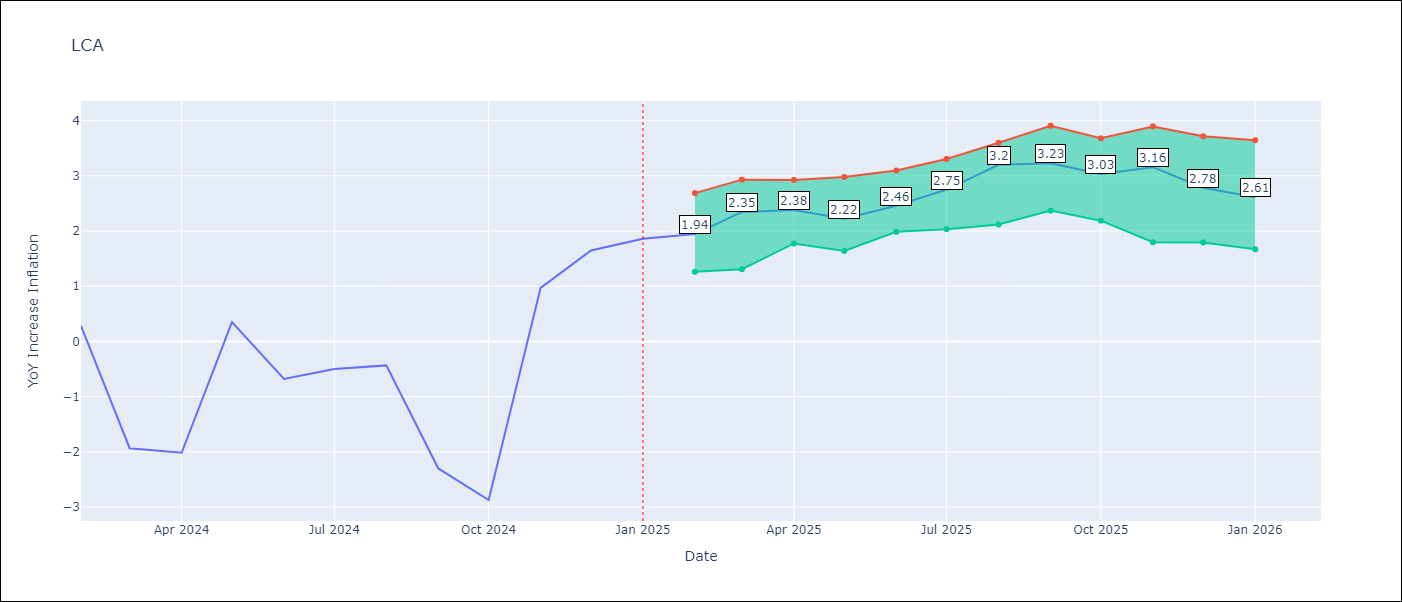 LCA
YoY Increase Inflation
4
3
2
1
0
−1
−2
−3
1.94
2.35
2.38
2.22
2.46
2.75
3.2
3.23
3.03
3.16
2.78
2.61
Apr 2024
Jul 2024
Oct 2024
Jan 2025
Apr 2025
Jul 2025
Oct 2025
Jan 2026
Date